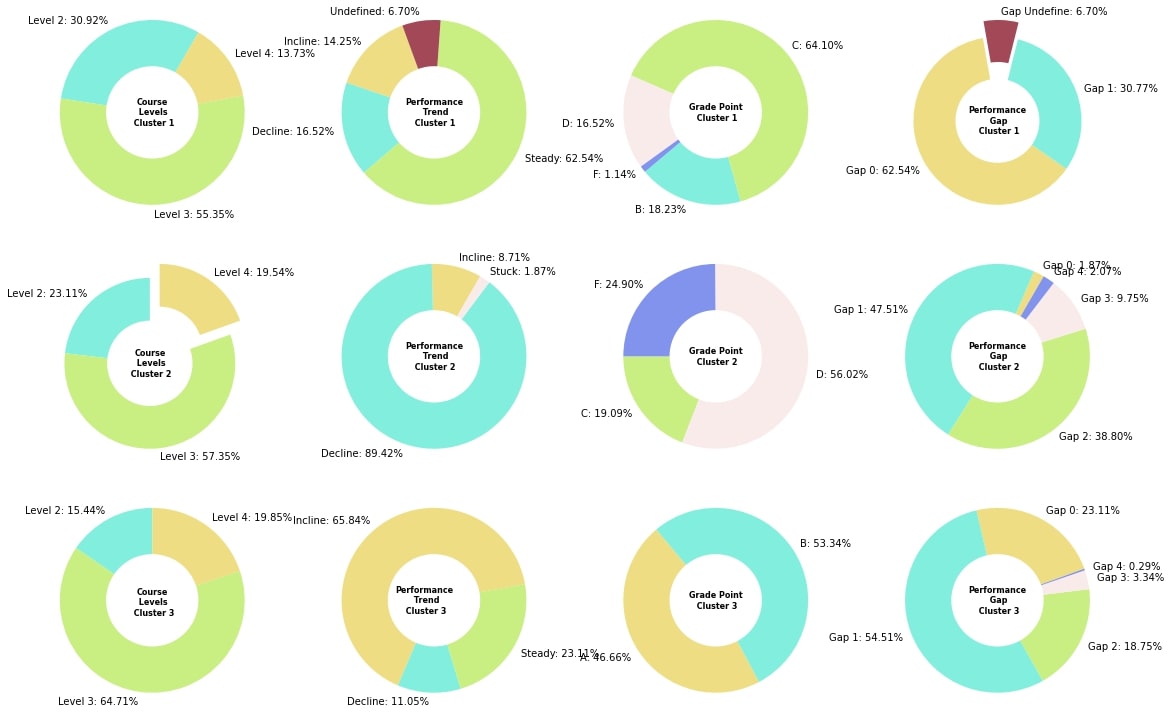 Level 2: 30.92%
Level 4: 13.73%
Course
Levels
Cluster 1
Level 3: 55.35%
Undefined: 6.70%
Incline: 14.25%
Decline: 16.52%
Performance
Trend
Cluster 1
Steady: 62.54%
C: 64.10%
D: 16.52%
Grade Point
Cluster 1
F: 1.14%
B: 18.23%
Gap Undefine: 6.70%
Gap 1: 30.77%
Performance
Gap
Cluster 1
Gap 0: 62.54%
Level 4: 19.54%
Level 2: 23.11%
Course
Levels
Cluster 2
Level 3: 57.35%
Incline: 8.71%
Stuck: 1.87%
Performance
Trend
Cluster 2
Decline: 89.42%
F: 24.90%
Grade Point
Cluster 2
D: 56.02%
C: 19.09%
Gap 0: 1.87%
Gap 4: 2.07%
Gap 3: 9.75%
Gap 1: 47.51%
Performance
Gap
Cluster 2
Gap 2: 38.80%
Level 2: 15.44%
Level 4: 19.85%
Course
Levels
Cluster 3
Level 3: 64.71%
Incline: 65.84%
Performance
Trend
Cluster 3
Steady: 23.11%
Decline: 11.05%
B: 53.34%
Grade Point
Cluster 3
A: 46.66%
Gap 0: 23.11%
Gap 4: 0.29%
Gap 3: 3.34%
Performance
Gap
Cluster 3
Gap 1: 54.51%
Gap 2: 18.75%